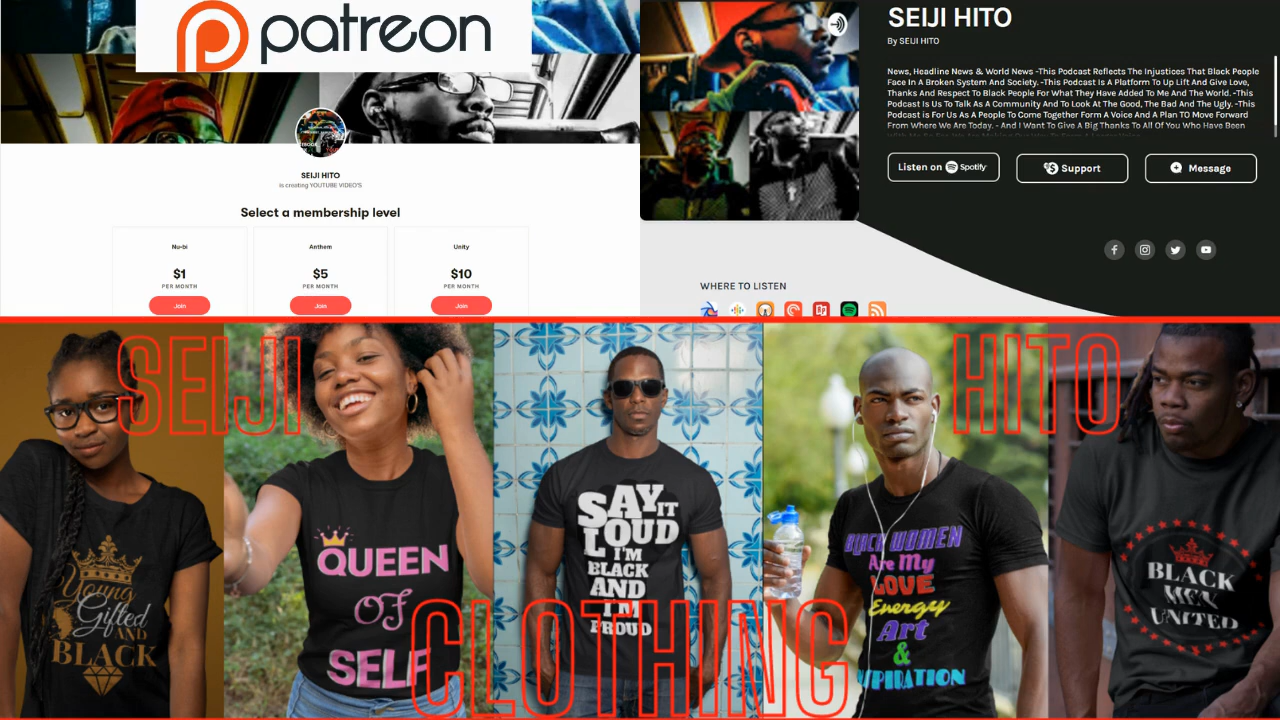 patreon
SEIJI HITO
is creating YOUTUBE VIDEO'S
Select a membership level
Nu-bi
$1
PER MONTH
Join
Anthem
$5
PER MONTH
Join
Unity
$10
PER MONTH
Join
SEIJI HITO
By SEIJI HITO
News, Headline News & World News -This Podcast Reflects The Injustices That Black People
Face In A Broken System And Society. -This Podcast Is A Platform To Up Lift And Give Love,
Thanks And Respect To Black People For What They Have Added To Me And The World. -This
Podcast Is Us To Talk As A Community And To Look At The Good, The Bad And The Ugly. -This
Podcast is For Us As A People To Come Together Form A Voice And A Plan TO Move Forward
From Where We Are Today. - And I Want To Give A Big Thanks To All Of You Who Have Been
Listen on Spotify
Support
Message
WHERE TO LISTEN
SEIJI
HITO
CLOTHING
Young
Gifted
AND
BLACK
QUEEN
OF
SELF
SAY IT
LOUD
I'M
BLACK
AND
I'M
PROUD
BLACK WOMEN
Are My
LOVE
Energy
Art
&
INSPIRATION
BLACK
MEN
UNITED